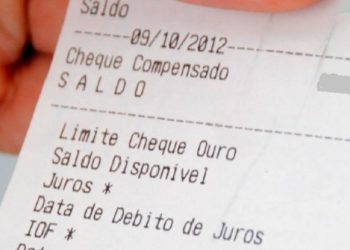 Saldo
------09/10/2012------
Cheque Compensado
S A L D O
Limite Cheque Ouro
Saldo Disponivel
Juros *
Data de Debito de Juros
IOF *